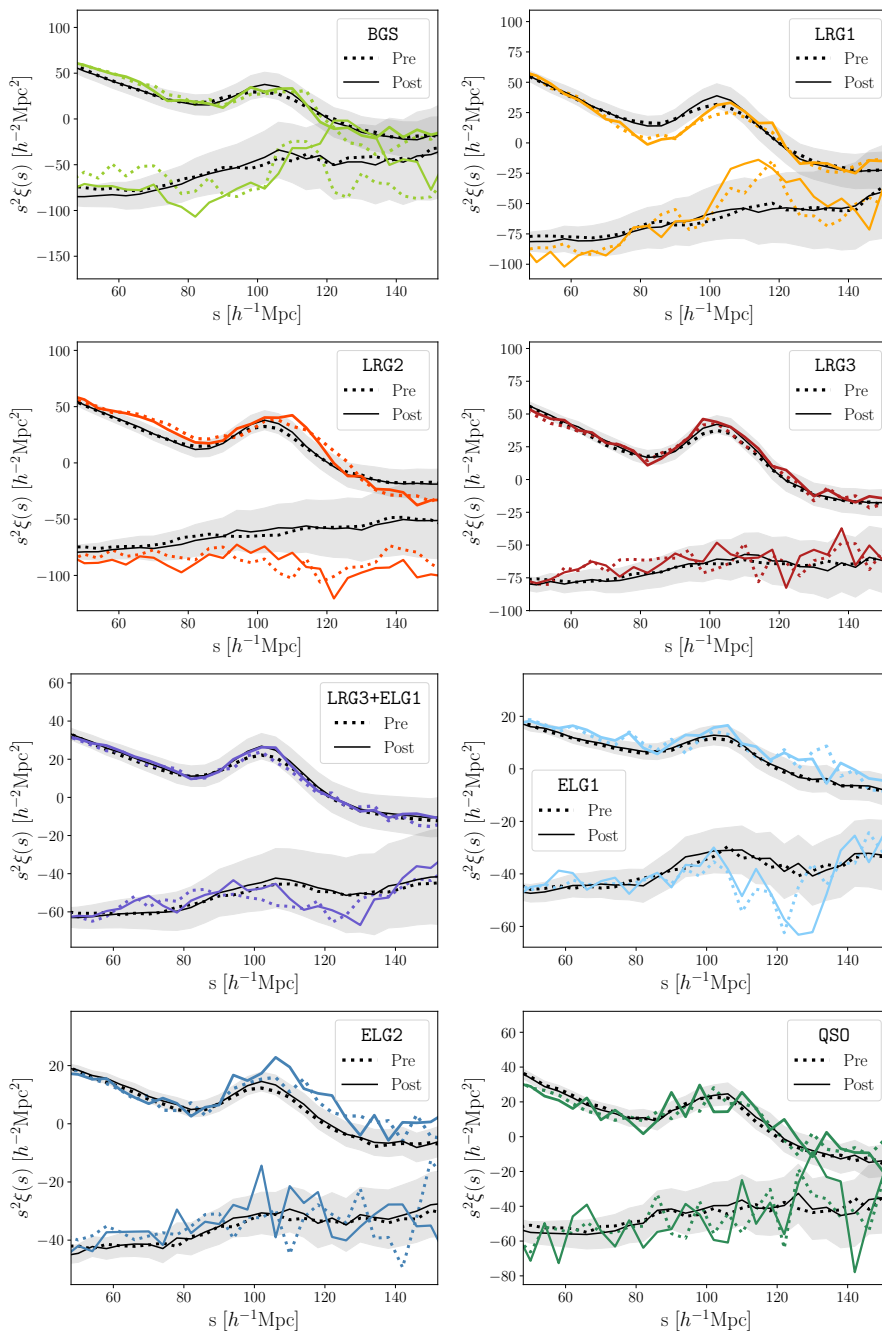 BGS
Pre
Post
100
50
0
−50
−100
−150
s²ξ(s) [h⁻²Mpc²]
60 80 100 120 140
s [h⁻¹Mpc]
LRG1
Pre
Post
100
75
50
25
0
−25
−50
−75
−100
s²ξ(s) [h⁻²Mpc²]
60 80 100 120 140
s [h⁻¹Mpc]
LRG2
Pre
Post
100
50
0
−50
−100
s²ξ(s) [h⁻²Mpc²]
60 80 100 120 140
s [h⁻¹Mpc]
LRG3
Pre
Post
100
75
50
25
0
−25
−50
−75
−100
s²ξ(s) [h⁻²Mpc²]
60 80 100 120 140
s [h⁻¹Mpc]
LRG3+ELG1
Pre
Post
60
40
20
0
−20
−40
−60
s²ξ(s) [h⁻²Mpc²]
60 80 100 120 140
s [h⁻¹Mpc]
ELG1
Pre
Post
20
0
−20
−40
−60
s²ξ(s) [h⁻²Mpc²]
60 80 100 120 140
s [h⁻¹Mpc]
ELG2
Pre
Post
20
0
−20
−40
s²ξ(s) [h⁻²Mpc²]
60 80 100 120 140
s [h⁻¹Mpc]
QSO
Pre
Post
60
40
20
0
−20
−40
−60
−80
s²ξ(s) [h⁻²Mpc²]
60 80 100 120 140
s [h⁻¹Mpc]